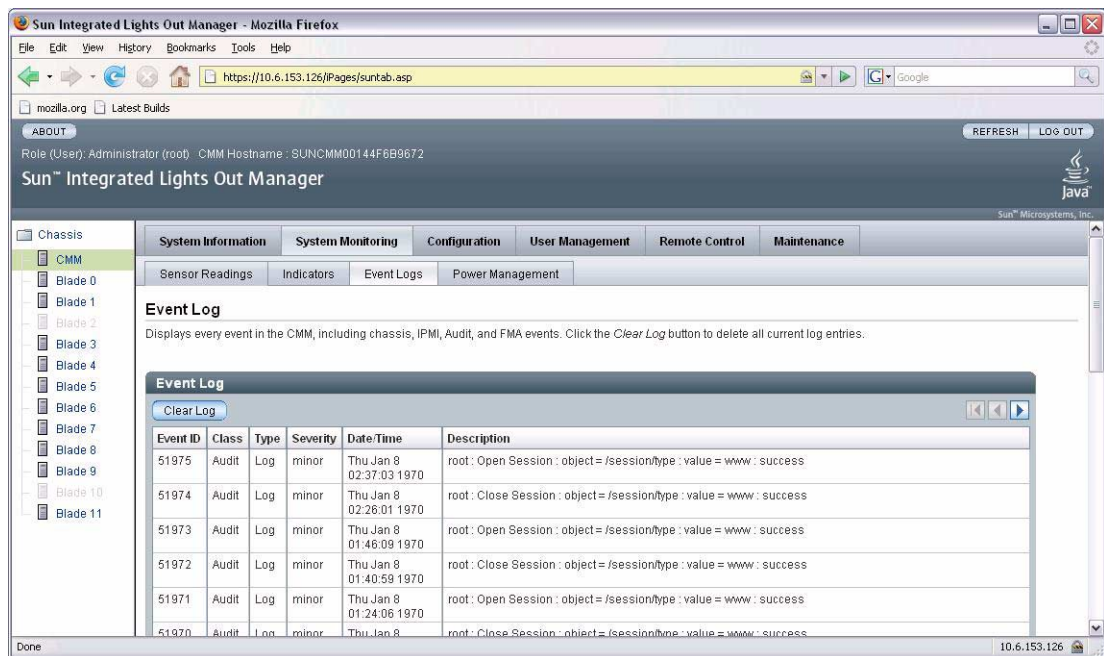 Sun Integrated Lights Out Manager - Mozilla Firefox
File Edit View History Bookmarks Tools Help
https://10.6.153.126/iPages/suntab.asp
G Google
mozilla.org Latest Builds
ABOUT REFRESH LOG OUT
Role (User): Administrator (root) CMM Hostname : SUNCMM00144F6B9672
Sun™ Integrated Lights Out Manager
Java™
Sun™ Microsystems, Inc.
Chassis
CMM
Blade 0
Blade 1
Blade 2
Blade 3
Blade 4
Blade 5
Blade 6
Blade 7
Blade 8
Blade 9
Blade 10
Blade 11
System Information System Monitoring Configuration User Management Remote Control Maintenance
Sensor Readings Indicators Event Logs Power Management
Event Log
Displays every event in the CMM, including chassis, IPMI, Audit, and FMA events. Click the Clear Log button to delete all current log entries.
Event Log
Clear Log
Event ID Class Type Severity Date/Time Description
51975 Audit Log minor Thu Jan 8 root : Open Session : object = /session/type : value = www : success
02:37:03 1970
51974 Audit Log minor Thu Jan 8 root : Close Session : object = /session/type : value = www : success
02:26:01 1970
51973 Audit Log minor Thu Jan 8 root : Open Session : object = /session/type : value = www : success
01:46:09 1970
51972 Audit Log minor Thu Jan 8 root : Close Session : object = /session/type : value = www : success
01:40:59 1970
51971 Audit Log minor Thu Jan 8 root : Open Session : object = /session/type : value = www : success
01:24:06 1970
51970 Audit Log minor Thu Jan 8 root : Close Session : object = /session/type : value = www : success
Done 10.6.153.126